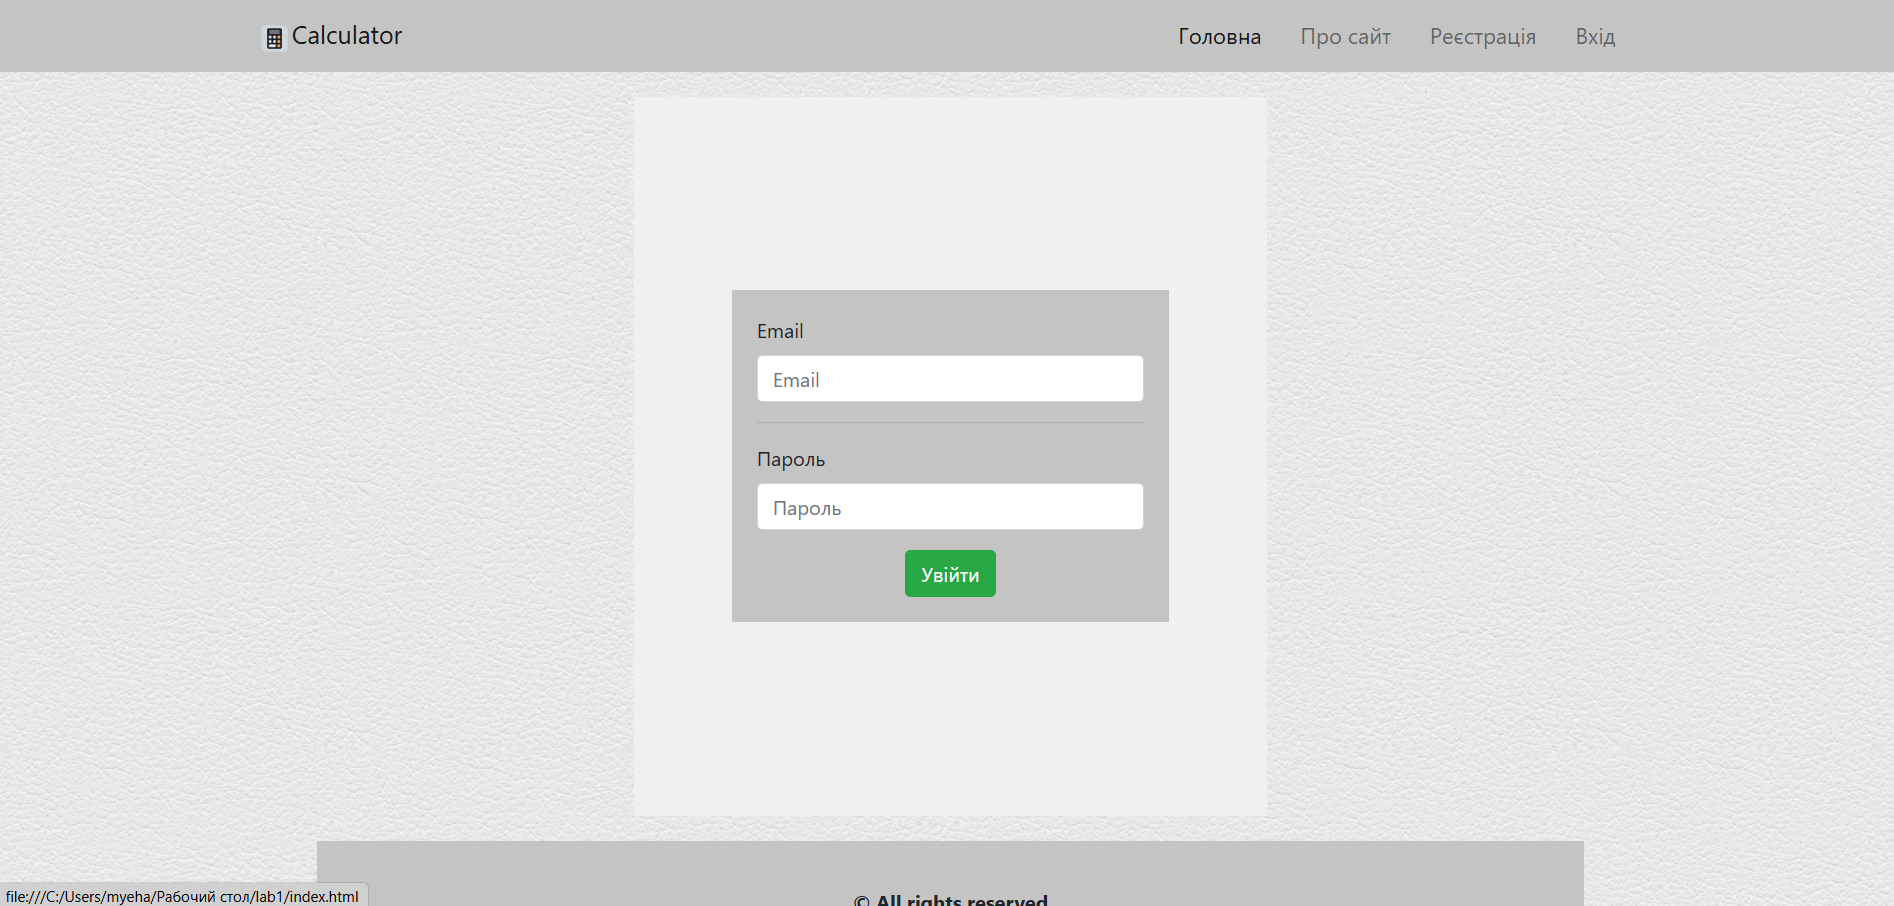 Calculator Головна Про сайт Реєстрація Вхід
Email
Email
Пароль
Пароль
Увійти
© All rights reserved
file:///C:/Users/myeha/Рабочий стол/lab1/index.html